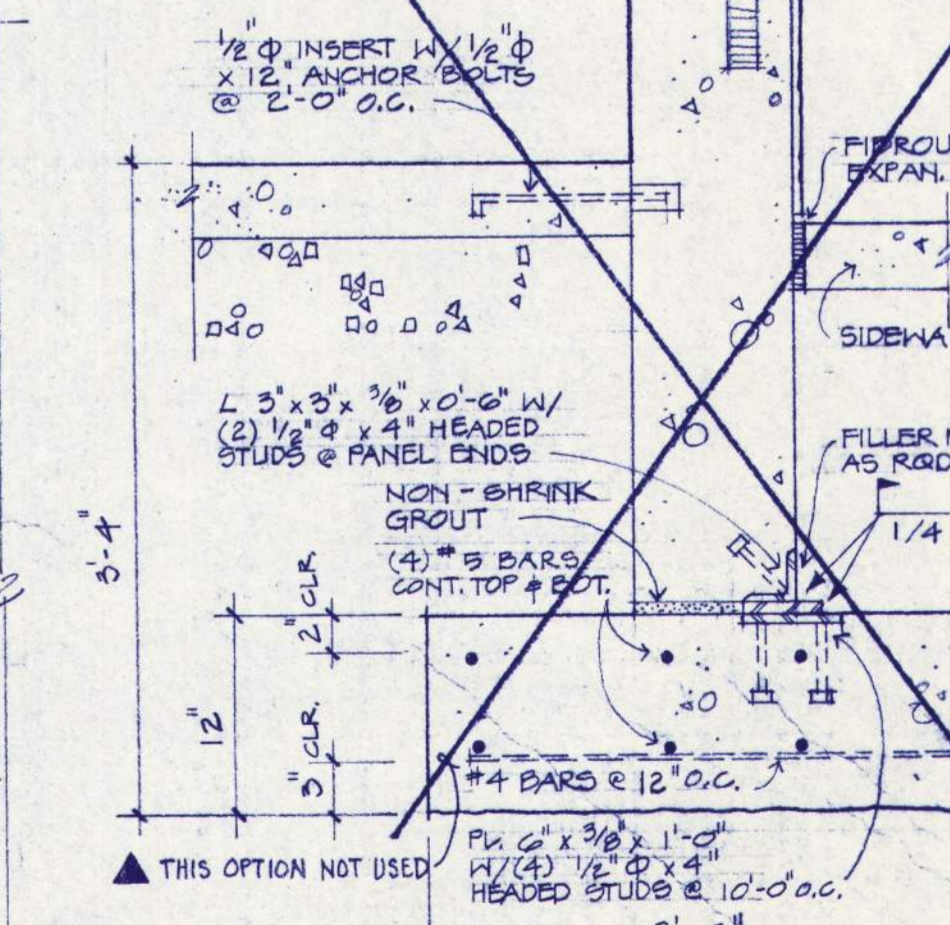 1/2" Φ INSERT W/ 1/2" Φ
x 12" ANCHOR BOLTS
@ 2'-0" O.C.
FIBROU
EXPAN.
SIDEWA
L 3" x 3" x 3/8" x 0'-6" W/
(2) 1/2" Φ x 4" HEADED
STUDS @ PANEL ENDS
FILLER
AS RQD
NON-SHRINK
GROUT
1/4
(4) #5 BARS
CONT. TOP & BOT.
3'-4"
2" CLR.
12"
3" CLR.
#4 BARS @ 12" O.C.
PL. 6" x 3/8" x 1'-0"
W/(4) 1/2" Φ x 4"
HEADED STUDS @ 10'-0" O.C.
THIS OPTION NOT USED